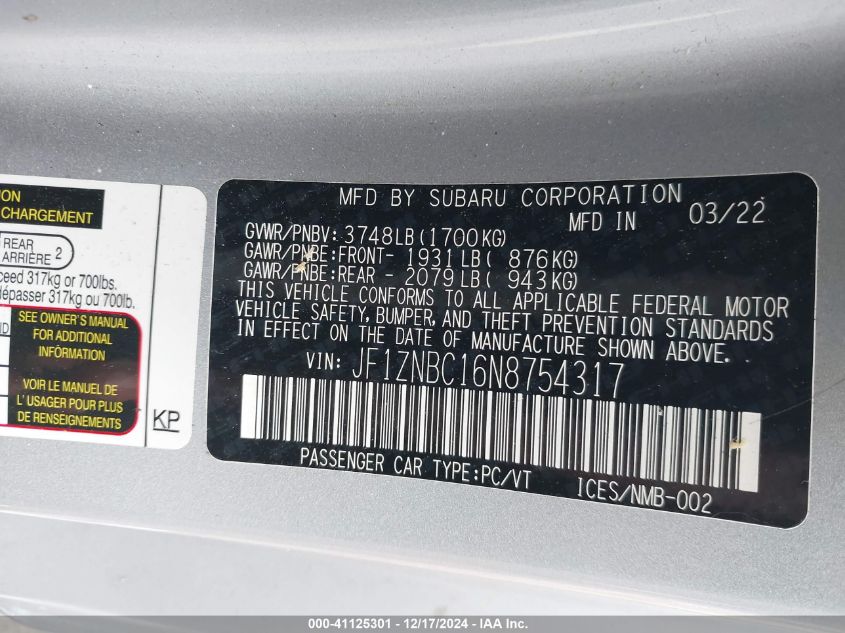 ION
CHARGEMENT
REAR
ARRIÈRE 2
ceed 317kg or 700lbs.
dépasser 317kg ou 700lb.
SEE OWNER'S MANUAL
FOR ADDITIONAL
INFORMATION
VOIR LE MANUEL DE
L' USAGER POUR PLUS
DE RENSEIGNEMENTS
KP
MFD BY SUBARU CORPORATION
MFD IN 03/22
GVWR/PNBV: 3748LB(1700KG)
GAWR/PNBE:FRONT- 1931LB( 876KG)
GAWR/PNBE:REAR - 2079LB( 943KG)
THIS VEHICLE CONFORMS TO ALL APPLICABLE FEDERAL MOTOR
VEHICLE SAFETY, BUMPER, AND THEFT PREVENTION STANDARDS
IN EFFECT ON THE DATE OF MANUFACTURE SHOWN ABOVE.
VIN: JF1ZNBC16N8754317
PASSENGER CAR TYPE:PC/VT ICES/NMB-002
000-41125301 - 12/17/2024 - IAA Inc.